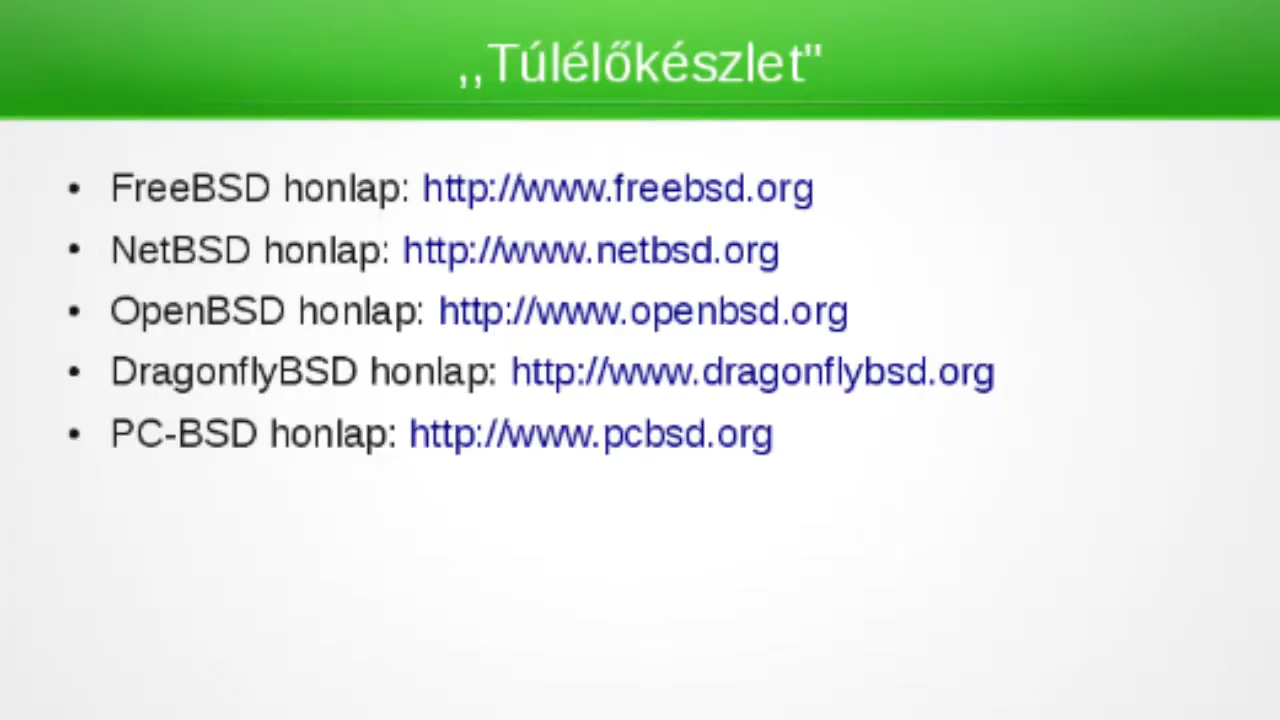 ,,Túlélőkészlet"
• FreeBSD honlap: http://www.freebsd.org
• NetBSD honlap: http://www.netbsd.org
• OpenBSD honlap: http://www.openbsd.org
• DragonflyBSD honlap: http://www.dragonflybsd.org
• PC-BSD honlap: http://www.pcbsd.org